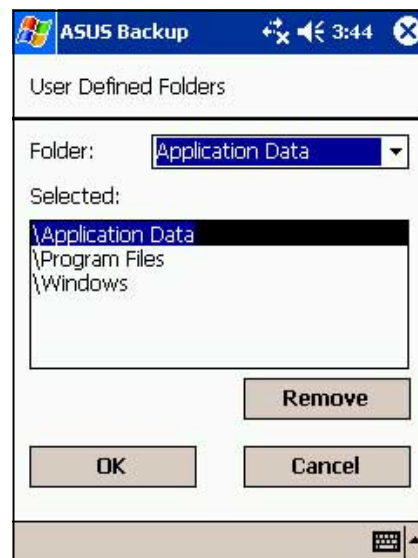 ASUS Backup 3:44
User Defined Folders
Folder: Application Data
Selected:
\Application Data
\Program Files
\Windows
Remove
OK Cancel